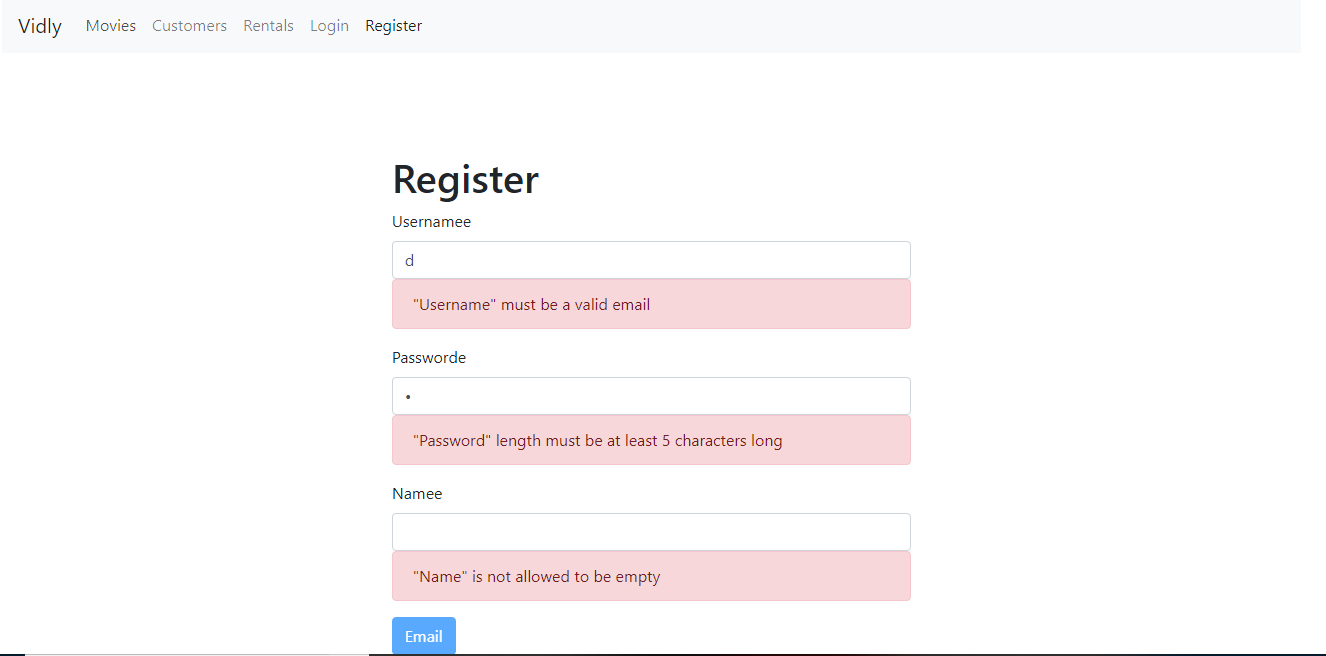 Vidly Movies Customers Rentals Login Register
Register
Usernamee
d
"Username" must be a valid email
Passworde
•
"Password" length must be at least 5 characters long
Namee
"Name" is not allowed to be empty
Email